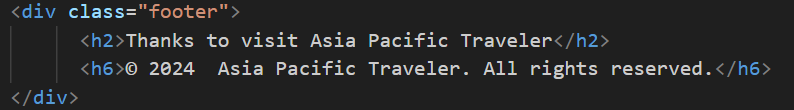 <div class="footer">
<h2>Thanks to visit Asia Pacific Traveler</h2>
<h6>© 2024  Asia Pacific Traveler. All rights reserved.</h6>
</div>